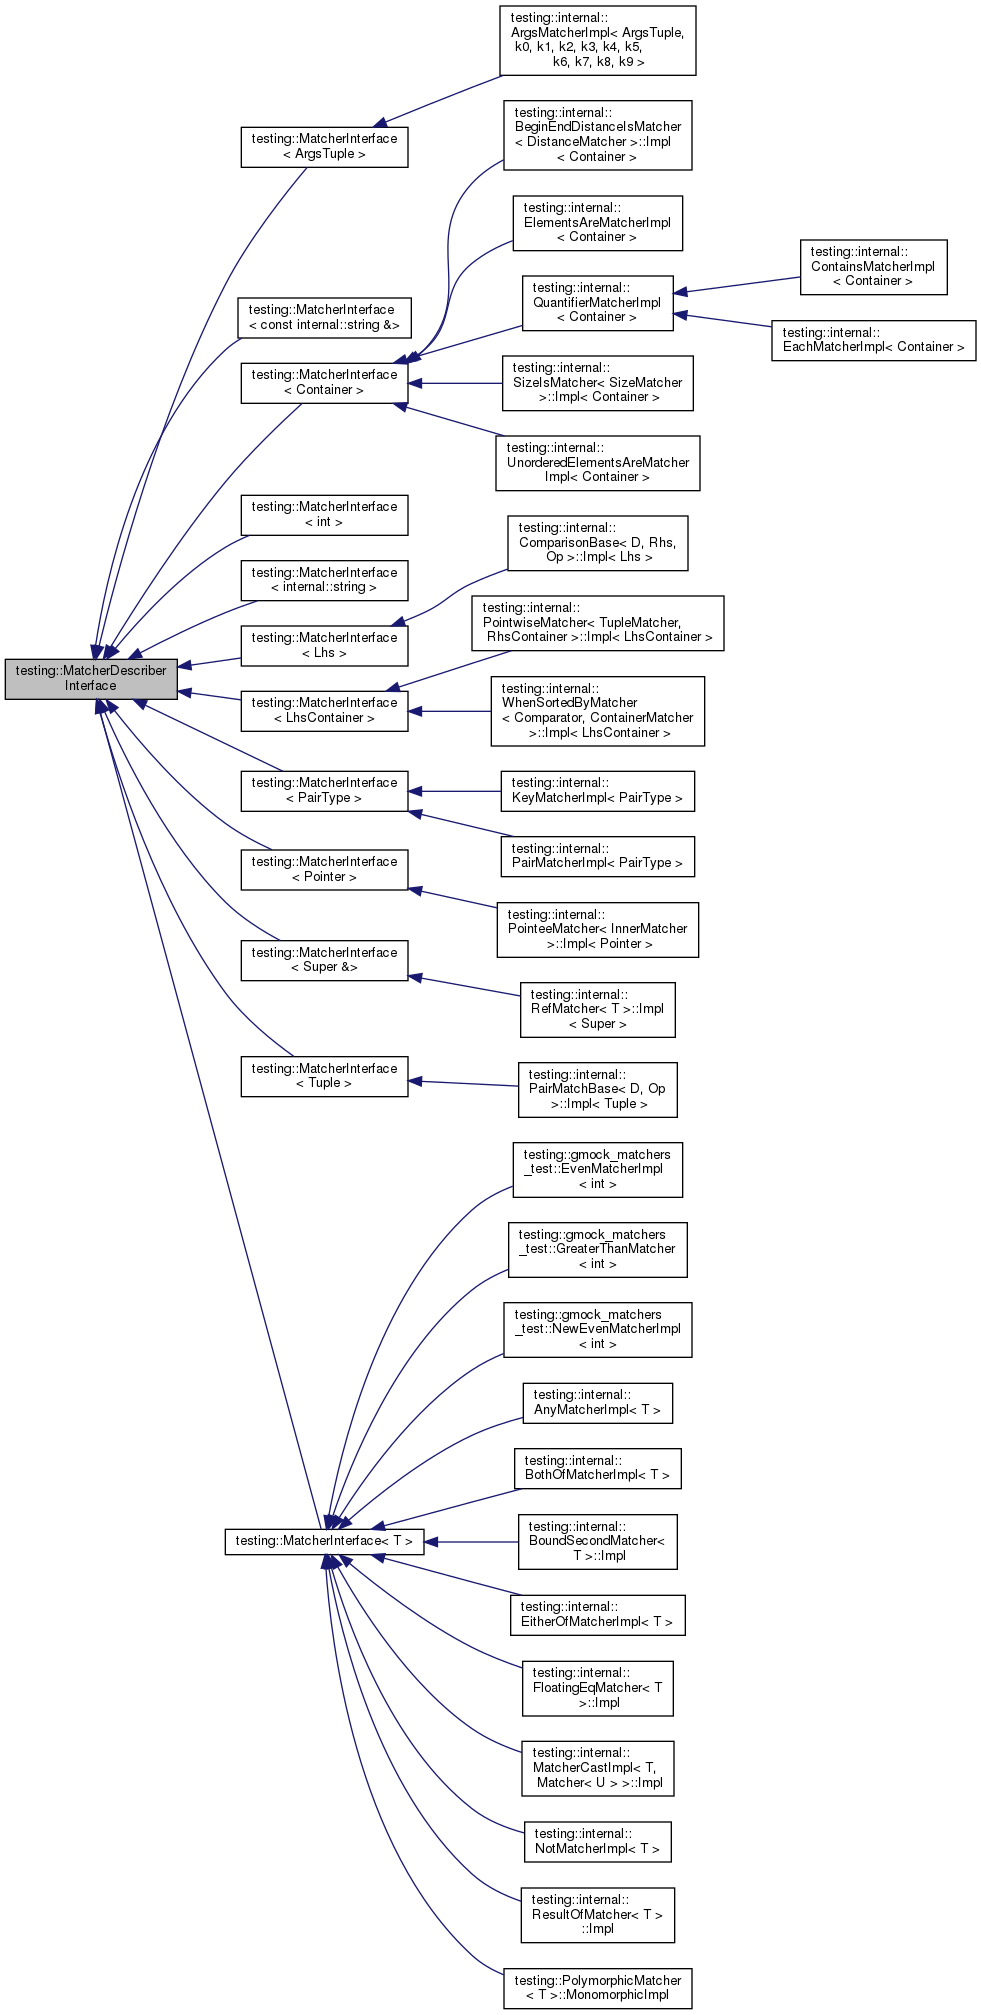 testing::internal::
ArgsMatcherImpl< ArgsTuple,
k0, k1, k2, k3, k4, k5,
k6, k7, k8, k9 >
testing::internal::
BeginEndDistanceIsMatcher
< DistanceMatcher >::Impl
< Container >
testing::MatcherInterface
< ArgsTuple >
testing::internal::
ElementsAreMatcherImpl
< Container >
testing::internal::
ContainsMatcherImpl
< Container >
testing::internal::
QuantifierMatcherImpl
< Container >
testing::MatcherInterface
< const internal::string &>
testing::internal::
EachMatcherImpl< Container >
testing::MatcherInterface
< Container >
testing::internal::
SizeIsMatcher< SizeMatcher
>::Impl< Container >
testing::internal::
UnorderedElementsAreMatcher
Impl< Container >
testing::MatcherInterface
< int >
testing::internal::
ComparisonBase< D, Rhs,
Op >::Impl< Lhs >
testing::MatcherInterface
< internal::string >
testing::internal::
PointwiseMatcher< TupleMatcher,
RhsContainer >::Impl< LhsContainer >
testing::MatcherInterface
< Lhs >
testing::MatcherDescriber
Interface
testing::MatcherInterface
< LhsContainer >
testing::internal::
WhenSortedByMatcher
< Comparator, ContainerMatcher
>::Impl< LhsContainer >
testing::MatcherInterface
< PairType >
testing::internal::
KeyMatcherImpl< PairType >
testing::internal::
PairMatcherImpl< PairType >
testing::MatcherInterface
< Pointer >
testing::internal::
PointeeMatcher< InnerMatcher
>::Impl< Pointer >
testing::MatcherInterface
< Super &>
testing::internal::
RefMatcher< T >::Impl
< Super >
testing::MatcherInterface
< Tuple >
testing::internal::
PairMatchBase< D, Op
>::Impl< Tuple >
testing::gmock_matchers
_test::EvenMatcherImpl
< int >
testing::gmock_matchers
_test::GreaterThanMatcher
< int >
testing::gmock_matchers
_test::NewEvenMatcherImpl
< int >
testing::internal::
AnyMatcherImpl< T >
testing::internal::
BothOfMatcherImpl< T >
testing::MatcherInterface< T >
testing::internal::
BoundSecondMatcher<
T >::Impl
testing::internal::
EitherOfMatcherImpl< T >
testing::internal::
FloatingEqMatcher< T
>::Impl
testing::internal::
MatcherCastImpl< T,
Matcher< U > >::Impl
testing::internal::
NotMatcherImpl< T >
testing::internal::
ResultOfMatcher< T >
::Impl
testing::PolymorphicMatcher
< T >::MonomorphicImpl